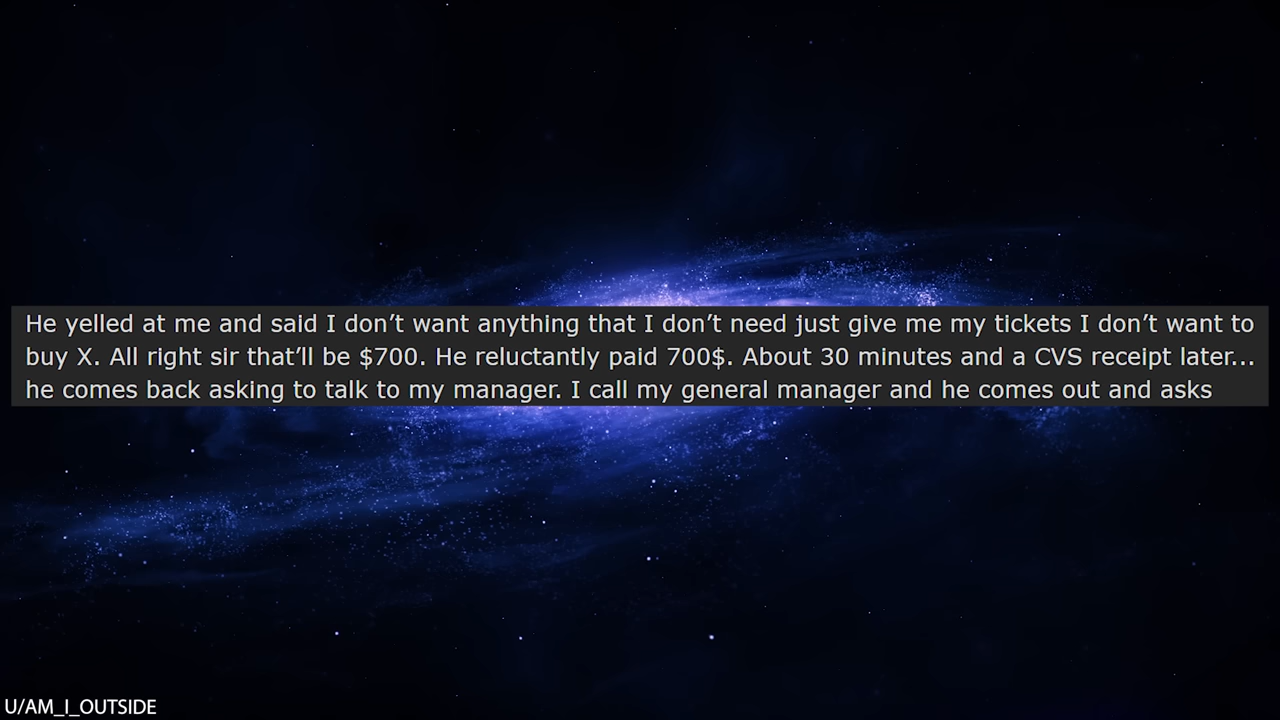 He yelled at me and said I don’t want anything that I don’t need just give me my tickets I don’t want to
buy X. All right sir that’ll be $700. He reluctantly paid 700$. About 30 minutes and a CVS receipt later...
he comes back asking to talk to my manager. I call my general manager and he comes out and asks
U/AM_I_OUTSIDE